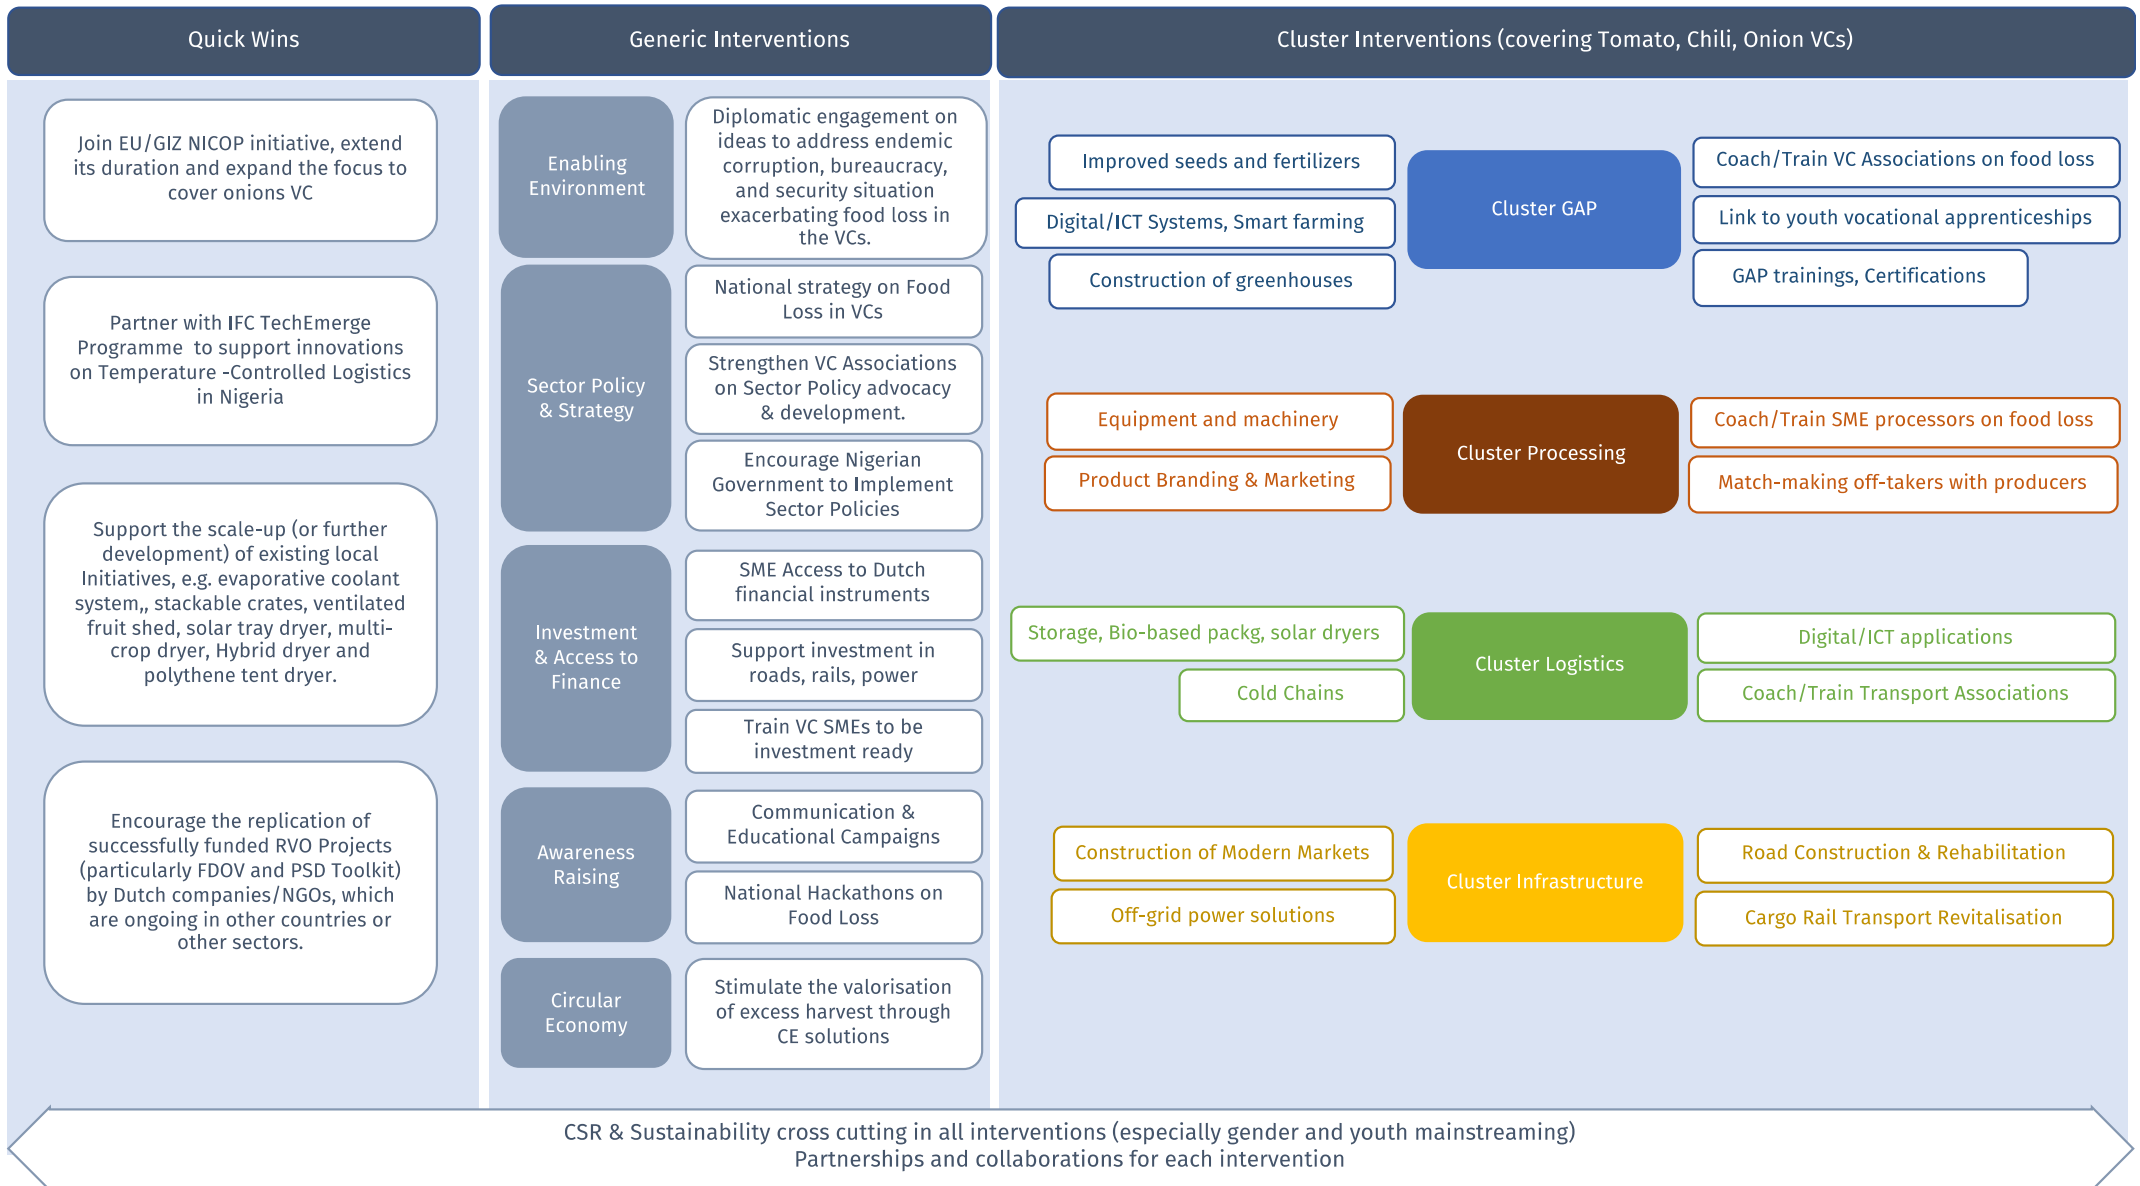 Quick Wins
Generic Interventions
Cluster Interventions (covering Tomato, Chili, Onion VCs)
Join EU/GIZ NICOP initiative, extend
its duration and expand the focus to
cover onions VC
Partner with IFC TechEmerge
Programme  to support innovations
on Temperature -Controlled Logistics
in Nigeria
Support the scale-up (or further
development) of existing local
Initiatives, e.g. evaporative coolant
system,, stackable crates, ventilated
fruit shed, solar tray dryer, multi-
crop dryer, Hybrid dryer and
polythene tent dryer.
Encourage the replication of
successfully funded RVO Projects
(particularly FDOV and PSD Toolkit)
by Dutch companies/NGOs, which
are ongoing in other countries or
other sectors.
Enabling
Environment
Diplomatic engagement on
ideas to address endemic
corruption, bureaucracy,
and security situation
exacerbating food loss in
the VCs.
Sector Policy
& Strategy
National strategy on Food
Loss in VCs
Strengthen VC Associations
on Sector Policy advocacy
& development.
Encourage Nigerian
Government to Implement
Sector Policies
Investment
& Access to
Finance
SME Access to Dutch
financial instruments
Support investment in
roads, rails, power
Train VC SMEs to be
investment ready
Awareness
Raising
Communication &
Educational Campaigns
National Hackathons on
Food Loss
Circular
Economy
Stimulate the valorisation
of excess harvest through
CE solutions
Improved seeds and fertilizers
Digital/ICT Systems, Smart farming
Construction of greenhouses
Cluster GAP
Coach/Train VC Associations on food loss
Link to youth vocational apprenticeships
GAP trainings, Certifications
Equipment and machinery
Product Branding & Marketing
Cluster Processing
Coach/Train SME processors on food loss
Match-making off-takers with producers
Storage, Bio-based packg, solar dryers
Cold Chains
Cluster Logistics
Digital/ICT applications
Coach/Train Transport Associations
Construction of Modern Markets
Off-grid power solutions
Cluster Infrastructure
Road Construction & Rehabilitation
Cargo Rail Transport Revitalisation
CSR & Sustainability cross cutting in all interventions (especially gender and youth mainstreaming)
Partnerships and collaborations for each intervention